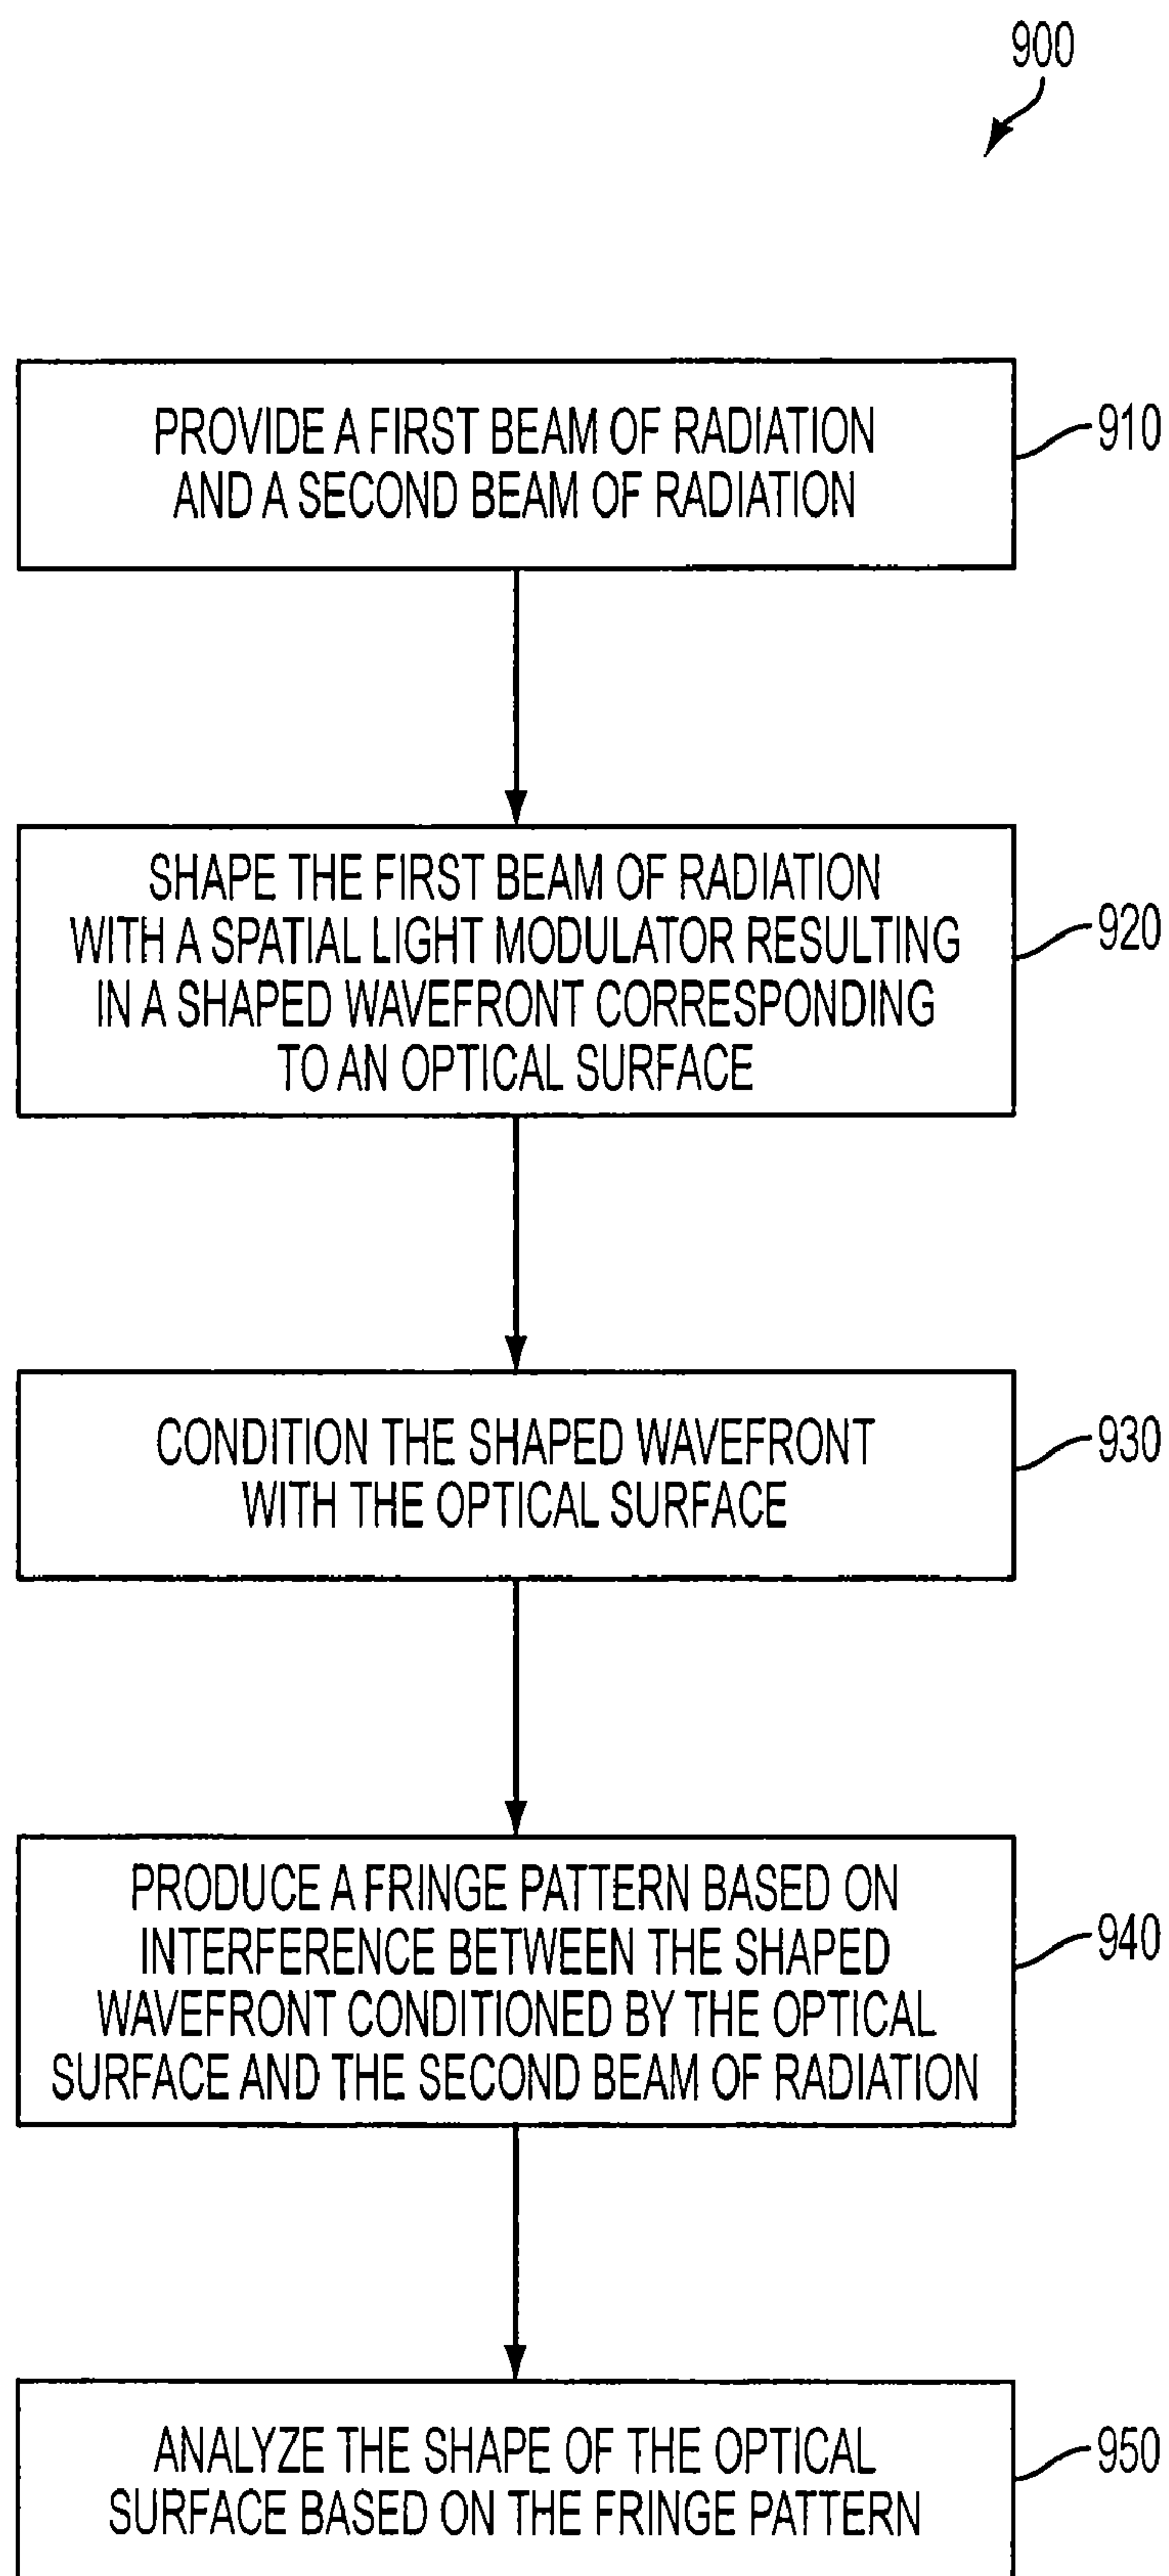 900
PROVIDE A FIRST BEAM OF RADIATION
AND A SECOND BEAM OF RADIATION
910
SHAPE THE FIRST BEAM OF RADIATION
WITH A SPATIAL LIGHT MODULATOR RESULTING
IN A SHAPED WAVEFRONT CORRESPONDING
TO AN OPTICAL SURFACE
920
CONDITION THE SHAPED WAVEFRONT
WITH THE OPTICAL SURFACE
930
PRODUCE A FRINGE PATTERN BASED ON
INTERFERENCE BETWEEN THE SHAPED
WAVEFRONT CONDITIONED BY THE OPTICAL
SURFACE AND THE SECOND BEAM OF RADIATION
940
ANALYZE THE SHAPE OF THE OPTICAL
SURFACE BASED ON THE FRINGE PATTERN
950